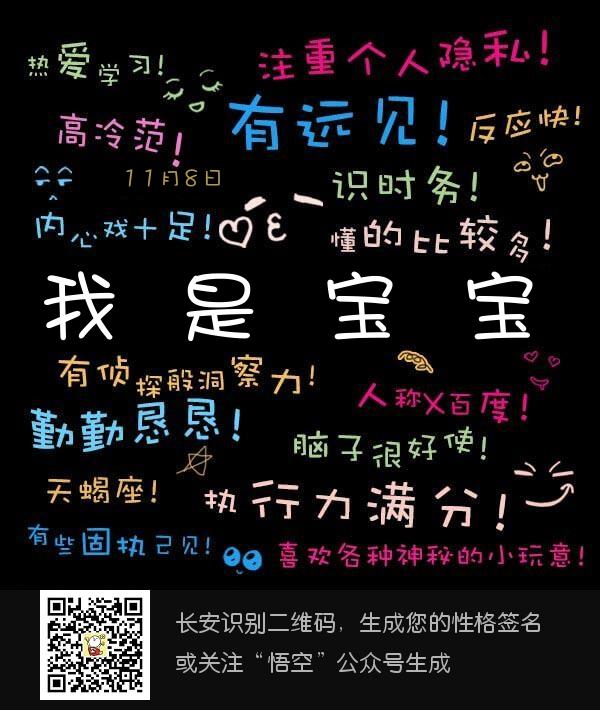 热爱学习!
注重个人隐私!
高冷范!
有远见!
反应快!
11月8日
识时务!
内心戏十足!
懂的比较多!
我是宝宝
有侦探般洞察力!
人称X百度!
勤勤恳恳!
脑子很好使!
天蝎座!
执行力满分!
有些固执己见!
喜欢各种神秘的小玩意!
长安识别二维码，生成您的性格签名
或关注“悟空”公众号生成